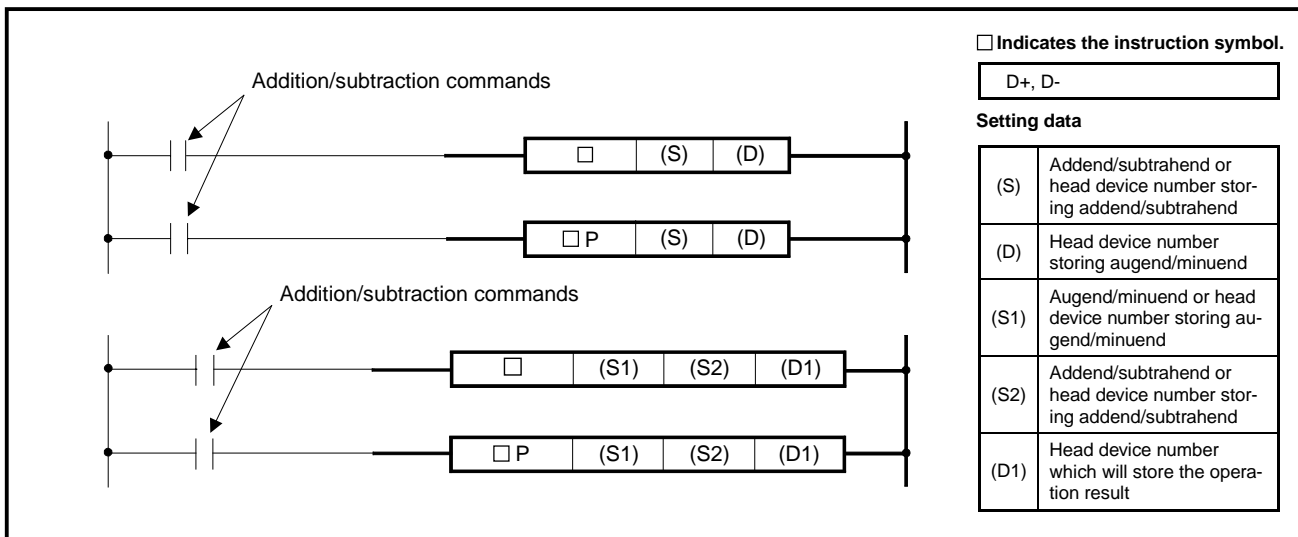 Addition/subtraction commands
□ (S) (D)
□ P (S) (D)
Addition/subtraction commands
□ (S1) (S2) (D1)
□ P (S1) (S2) (D1)
□ Indicates the instruction symbol.
D+, D-
Setting data
(S) Addend/subtrahend or
head device number stor-
ing addend/subtrahend
(D) Head device number
storing augend/minuend
(S1) Augend/minuend or head
device number storing au-
gend/minuend
(S2) Addend/subtrahend or
head device number stor-
ing addend/subtrahend
(D1) Head device number
which will store the opera-
tion result